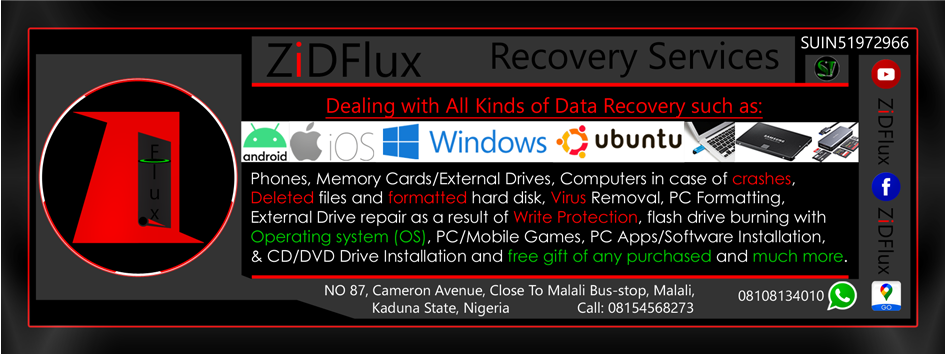 SUIN51972966
ZiDFlux Recovery Services
SJ
Dealing with All Kinds of Data Recovery such as:
android iOS Windows ubuntu SAMSUNG
Flux
Phones, Memory Cards/External Drives, Computers in case of crashes,
Deleted files and formatted hard disk, Virus Removal, PC Formatting,
External Drive repair as a result of Write Protection, flash drive burning with
Operating system (OS), PC/Mobile Games, PC Apps/Software Installation,
& CD/DVD Drive Installation and free gift of any purchased and much more.
ZiDFlux
ZiDFlux
NO 87, Cameron Avenue, Close To Malali Bus-stop, Malali,
Kaduna State, Nigeria Call: 08154568273
08108134010
GO